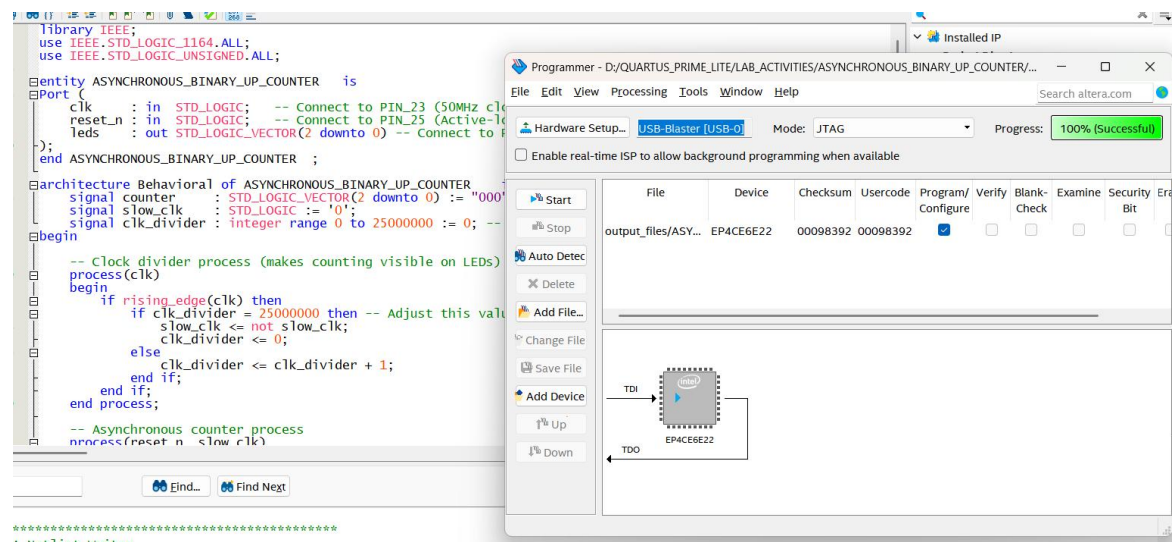 library IEEE;
use IEEE.STD_LOGIC_1164.ALL;
use IEEE.STD_LOGIC_UNSIGNED.ALL;
entity ASYNCHRONOUS_BINARY_UP_COUNTER is
Port (
clk : in STD_LOGIC; -- Connect to PIN_23 (50MHz clo
reset_n : in STD_LOGIC; -- Connect to PIN_25 (Active-lo
leds : out STD_LOGIC_VECTOR(2 downto 0) -- Connect to P
);
end ASYNCHRONOUS_BINARY_UP_COUNTER ;
architecture Behavioral of ASYNCHRONOUS_BINARY_UP_COUNTER
signal counter : STD_LOGIC_VECTOR(2 downto 0) := "000"
signal slow_clk : STD_LOGIC := '0';
signal clk_divider : integer range 0 to 25000000 := 0; --
begin
-- Clock divider process (makes counting visible on LEDs)
process(clk)
begin
if rising_edge(clk) then
if clk_divider = 25000000 then -- Adjust this valu
slow_clk <= not slow_clk;
clk_divider <= 0;
else
clk_divider <= clk_divider + 1;
end if;
end if;
end process;
-- Asynchronous counter process
process(reset_n, slow_clk)
Find... Find Next
*******************************************
Installed IP
Programmer - D:/QUARTUS_PRIME_LITE/LAB_ACTIVITIES/ASYNCHRONOUS_BINARY_UP_COUNTER/...
File Edit View Processing Tools Window Help
Search altera.com
Hardware Setup... USB-Blaster [USB-0] Mode: JTAG Progress: 100% (Successful)
Enable real-time ISP to allow background programming when available
Start
Stop
Auto Detec
Delete
Add File...
Change File
Save File
Add Device
Up
Down
File Device Checksum Usercode Program/ Verify Blank- Examine Security Era
Configure Check Bit
output_files/ASY... EP4CE6E22 00098392 00098392
TDI
intel
EP4CE6E22
TDO